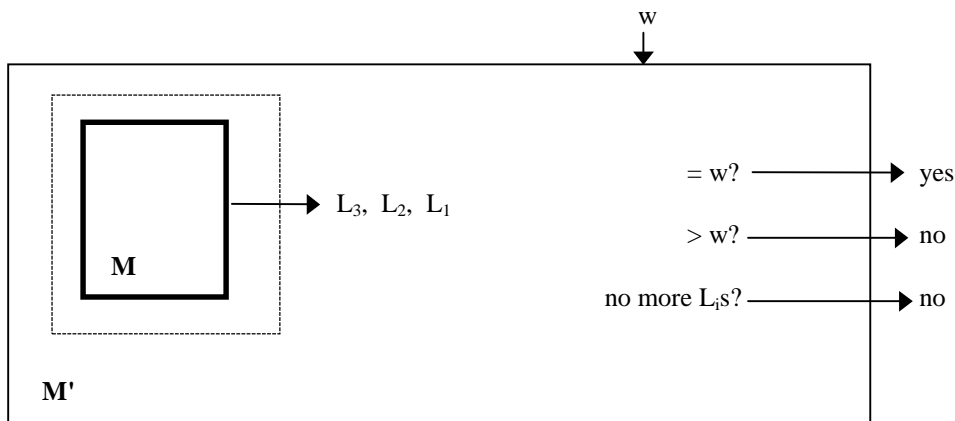 w
= w? yes
L₃, L₂, L₁
> w? no
M
no more Lᵢs? no
M'